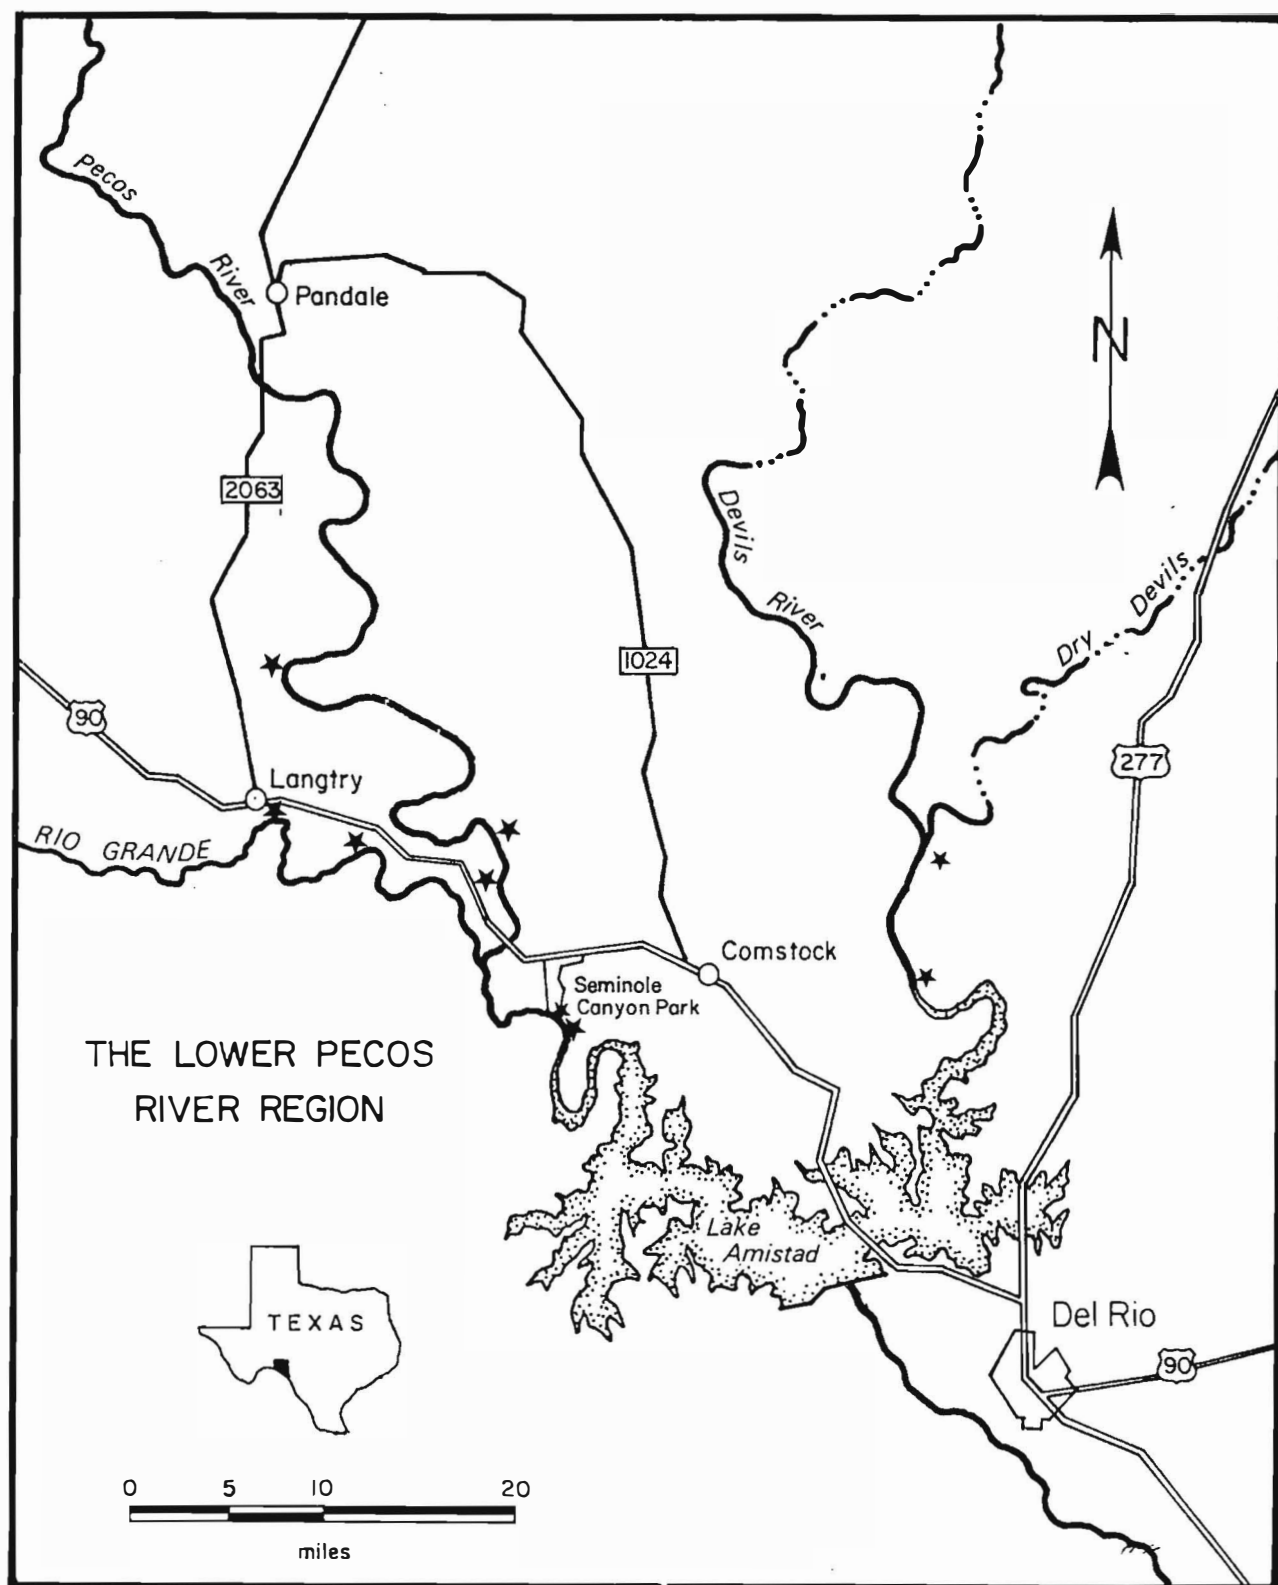 Pecos
River
Pandale
N
2063
Devils
River
Dry Devils
1024
90
277
Langtry
RIO GRANDE
Comstock
Seminole
Canyon Park
THE LOWER PECOS
RIVER REGION
Lake
Amistad
TEXAS
Del Rio
90
0 5 10 20
miles